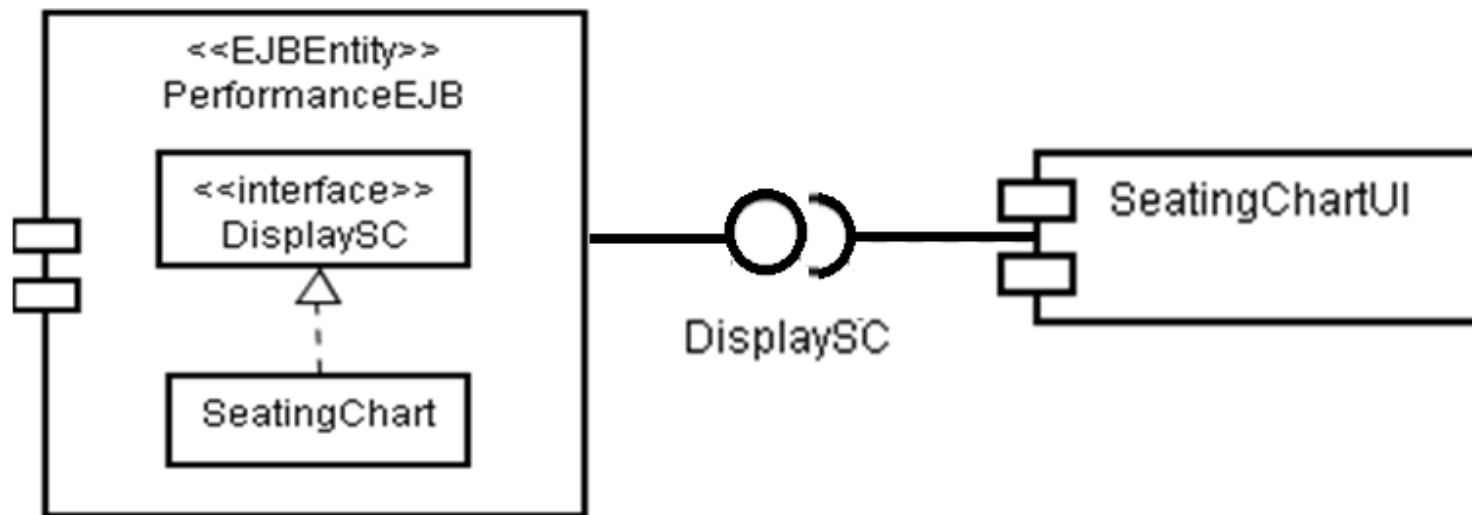 <<EJBEntity>>
PerformanceEJB
<<interface>>
DisplaySC
SeatingChart
DisplaySC
SeatingChartUI